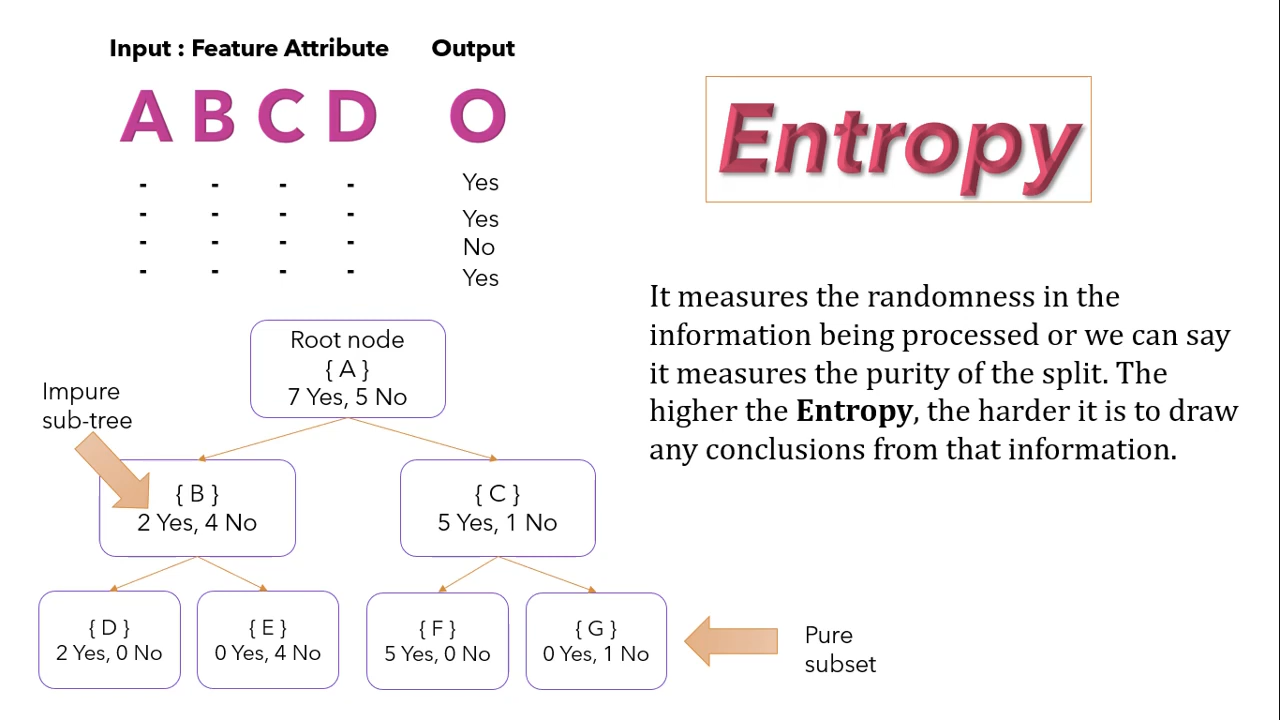 Input : Feature Attribute Output
A B C D O
- - - - Yes
- - - - Yes
- - - - No
- - - - Yes
Entropy
It measures the randomness in the
information being processed or we can say
it measures the purity of the split. The
higher the Entropy, the harder it is to draw
any conclusions from that information.
Root node
{ A }
7 Yes, 5 No
Impure
sub-tree
{ B }
2 Yes, 4 No
{ C }
5 Yes, 1 No
{ D }
2 Yes, 0 No
{ E }
0 Yes, 4 No
{ F }
5 Yes, 0 No
{ G }
0 Yes, 1 No
Pure
subset